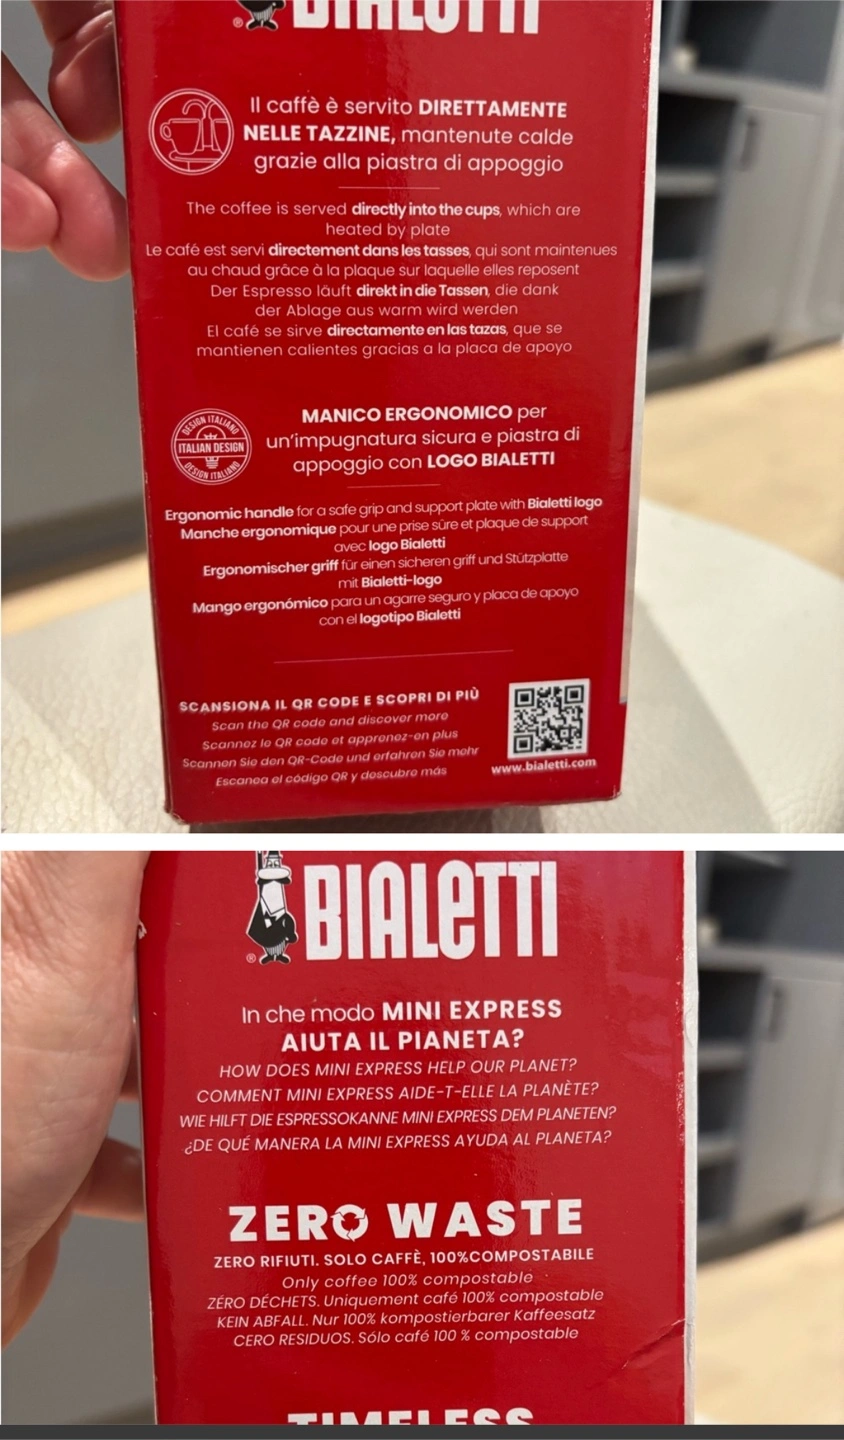 BIALETTI
Il caffè è servito DIRETTAMENTE
NELLE TAZZINE, mantenute calde
grazie alla piastra di appoggio
The coffee is served directly into the cups, which are
heated by plate
Le café est servi directement dans les tasses, qui sont maintenues
au chaud grâce à la plaque sur laquelle elles reposent
Der Espresso läuft direkt in die Tassen, die dank
der Ablage aus warm wird werden
El café se sirve directamente en las tazas, que se
mantienen calientes gracias a la placa de apoyo
DESIGN ITALIANO
ITALIAN DESIGN
DESIGN ITALIANO
MANICO ERGONOMICO per
un'impugnatura sicura e piastra di
appoggio con LOGO BIALETTI
Ergonomic handle for a safe grip and support plate with Bialetti logo
Manche ergonomique pour une prise sûre et plaque de support
avec logo Bialetti
Ergonomischer griff für einen sicheren griff und Stützplatte
mit Bialetti-logo
Mango ergonómico para un agarre seguro y placa de apoyo
con el logotipo Bialetti
SCANSIONA IL QR CODE E SCOPRI DI PIÙ
Scan the QR code and discover more
Scannez le QR code et apprenez-en plus
Scannen Sie den QR-Code und erfahren Sie mehr
Escanea el código QR y descubre más
www.bialetti.com
BIALETTI
In che modo MINI EXPRESS
AIUTA IL PIANETA?
HOW DOES MINI EXPRESS HELP OUR PLANET?
COMMENT MINI EXPRESS AIDE-T-ELLE LA PLANÈTE?
WIE HILFT DIE ESPRESSOKANNE MINI EXPRESS DEM PLANETEN?
¿DE QUÉ MANERA LA MINI EXPRESS AYUDA AL PLANETA?
ZERO WASTE
ZERO RIFIUTI. SOLO CAFFÈ, 100%COMPOSTABILE
Only coffee 100% compostable
ZÉRO DÉCHETS. Uniquement café 100% compostable
KEIN ABFALL. Nur 100% kompostierbarer Kaffeesatz
CERO RESIDUOS. Sólo café 100 % compostable
TIMELESS